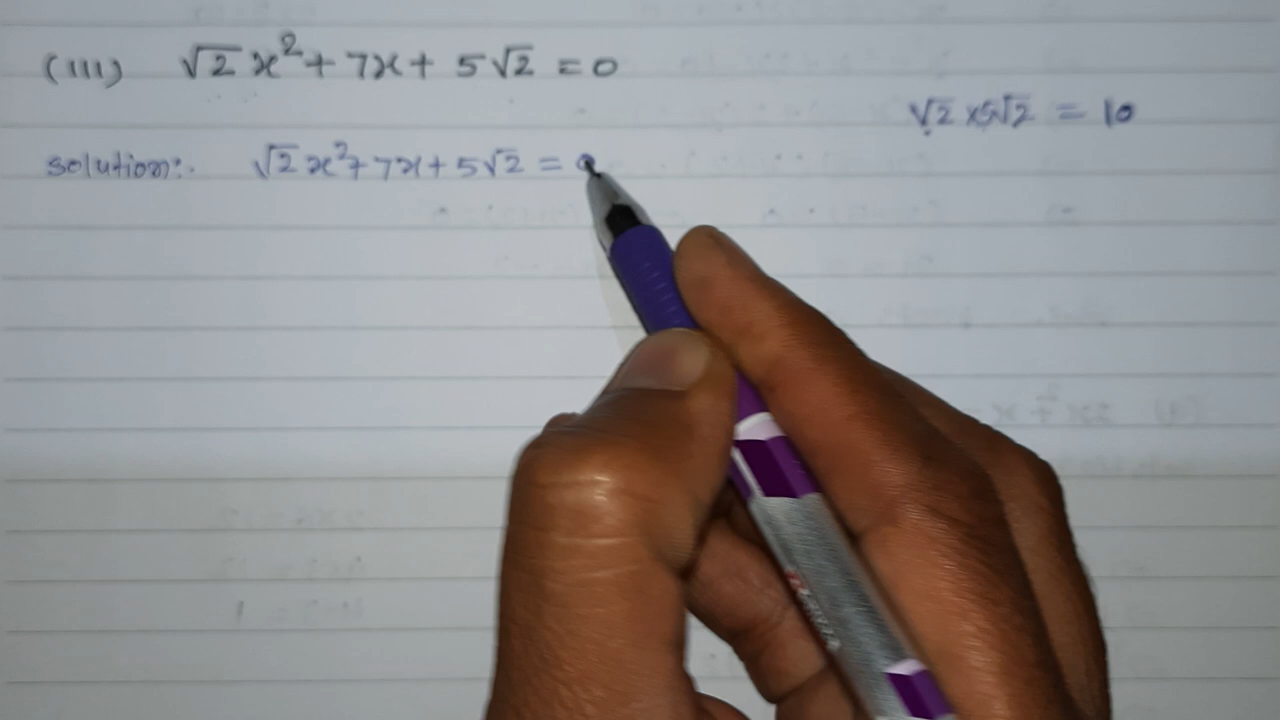 (III) √2 x² + 7x + 5√2 = 0
√2 x 5√2 = 10
solution:. √2 x² + 7x + 5√2 = 0